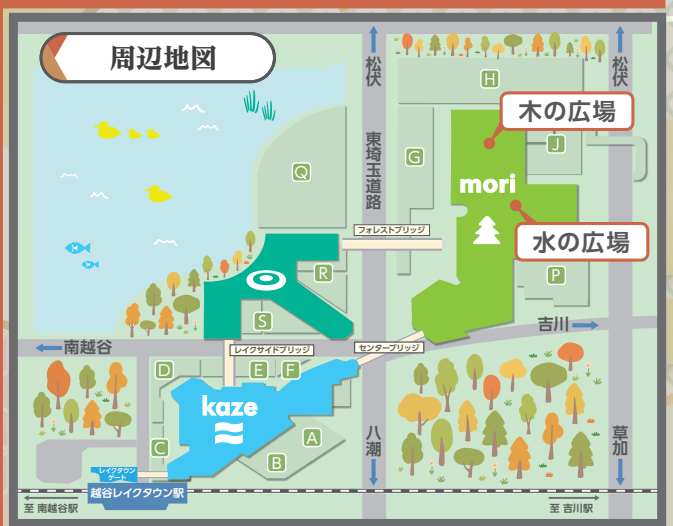 周辺地図
松伏
松伏
H
木の広場
J
G
東埼玉道路
Q
mori
フォレストブリッジ
水の広場
R
P
S
吉川
南越谷
レイクサイドブリッジ
センターブリッジ
D
E
F
kaze
A
C
B
八潮
草加
レイクタウン
ゲート
越谷レイクタウン駅
至 南越谷駅
至 吉川駅